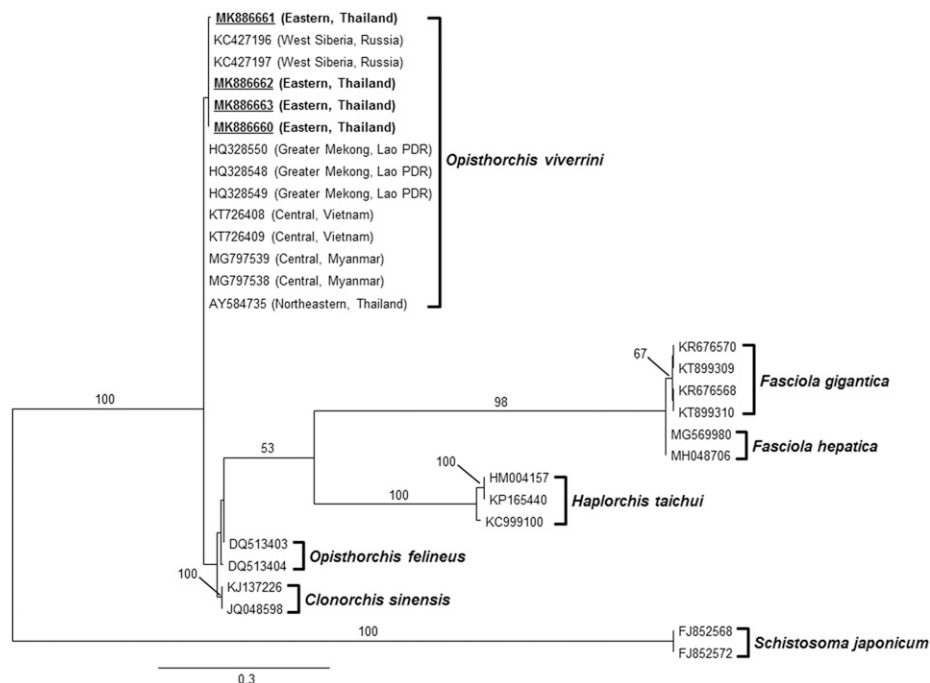 MK886661 (Eastern, Thailand)
KC427196 (West Siberia, Russia)
KC427197 (West Siberia, Russia)
MK886662 (Eastern, Thailand)
MK886663 (Eastern, Thailand)
MK886660 (Eastern, Thailand)
HQ328550 (Greater Mekong, Lao PDR)
Opisthorchis viverrini
HQ328548 (Greater Mekong, Lao PDR)
HQ328549 (Greater Mekong, Lao PDR)
KT726408 (Central, Vietnam)
KT726409 (Central, Vietnam)
MG797539 (Central, Myanmar)
MG797538 (Central, Myanmar)
AY584735 (Northeastern, Thailand)
KR676570
67
KT899309
Fasciola gigantica
KR676568
100
98
KT899310
MG569980
Fasciola hepatica
53
MH048706
100
HM004157
100
KP165440
Haplorchis taichui
KC999100
DQ513403
Opisthorchis felineus
DQ513404
100
KJ137226
Clonorchis sinensis
JQ048598
100
FJ852568
Schistosoma japonicum
FJ852572
0.3